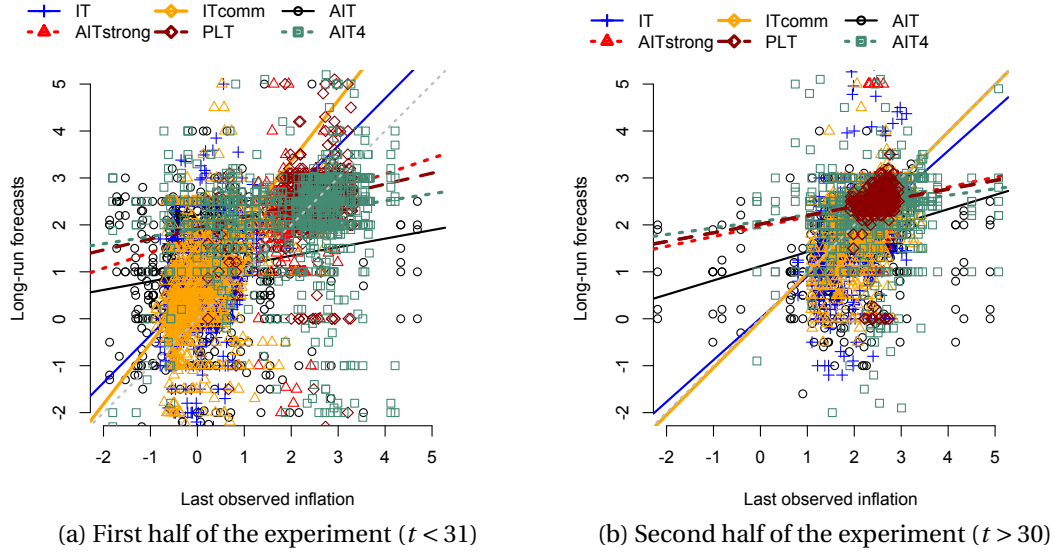 IT ITcomm AIT
AITstrong PLT AIT4
Long-run forecasts
5
4
3
2
1
0
-1
-2
-2 -1 0 1 2 3 4 5
Last observed inflation
(a) First half of the experiment (t < 31)
IT ITcomm AIT
AITstrong PLT AIT4
Long-run forecasts
5
4
3
2
1
0
-1
-2
-2 -1 0 1 2 3 4 5
Last observed inflation
(b) Second half of the experiment (t > 30)